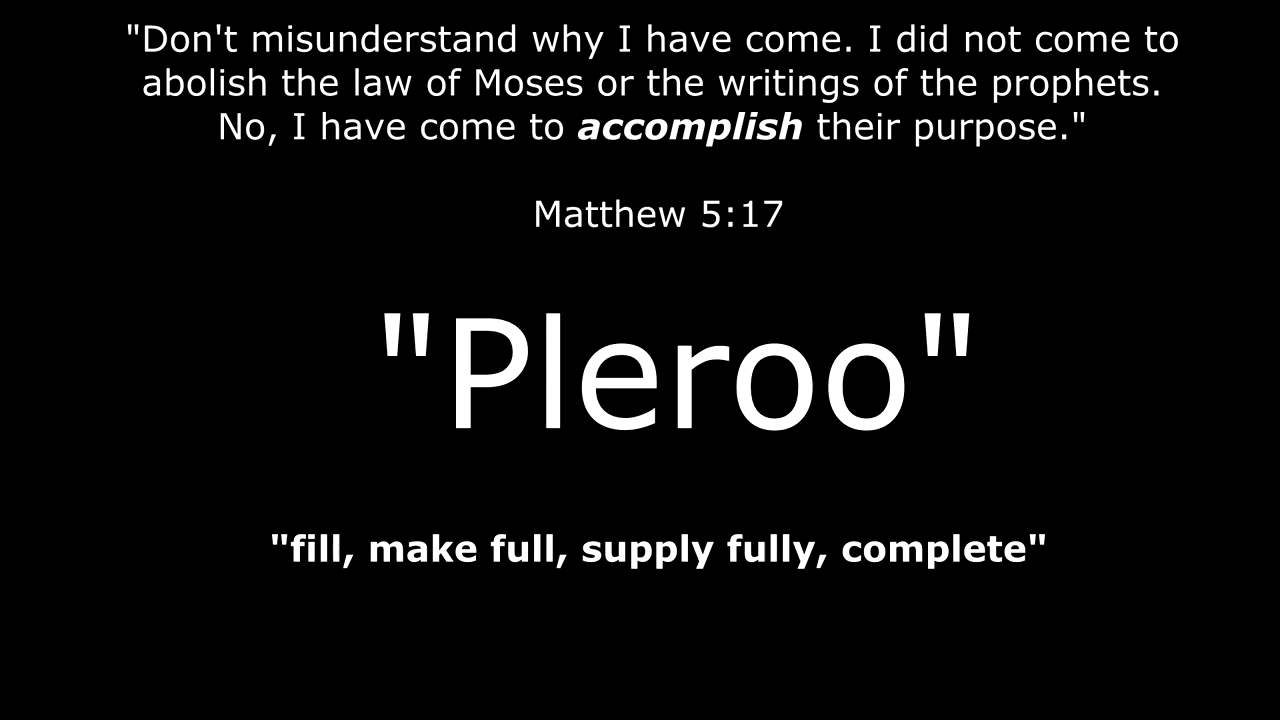 "Don't misunderstand why I have come. I did not come to
abolish the law of Moses or the writings of the prophets.
No, I have come to accomplish their purpose."
Matthew 5:17
"Pleroo"
"fill, make full, supply fully, complete"